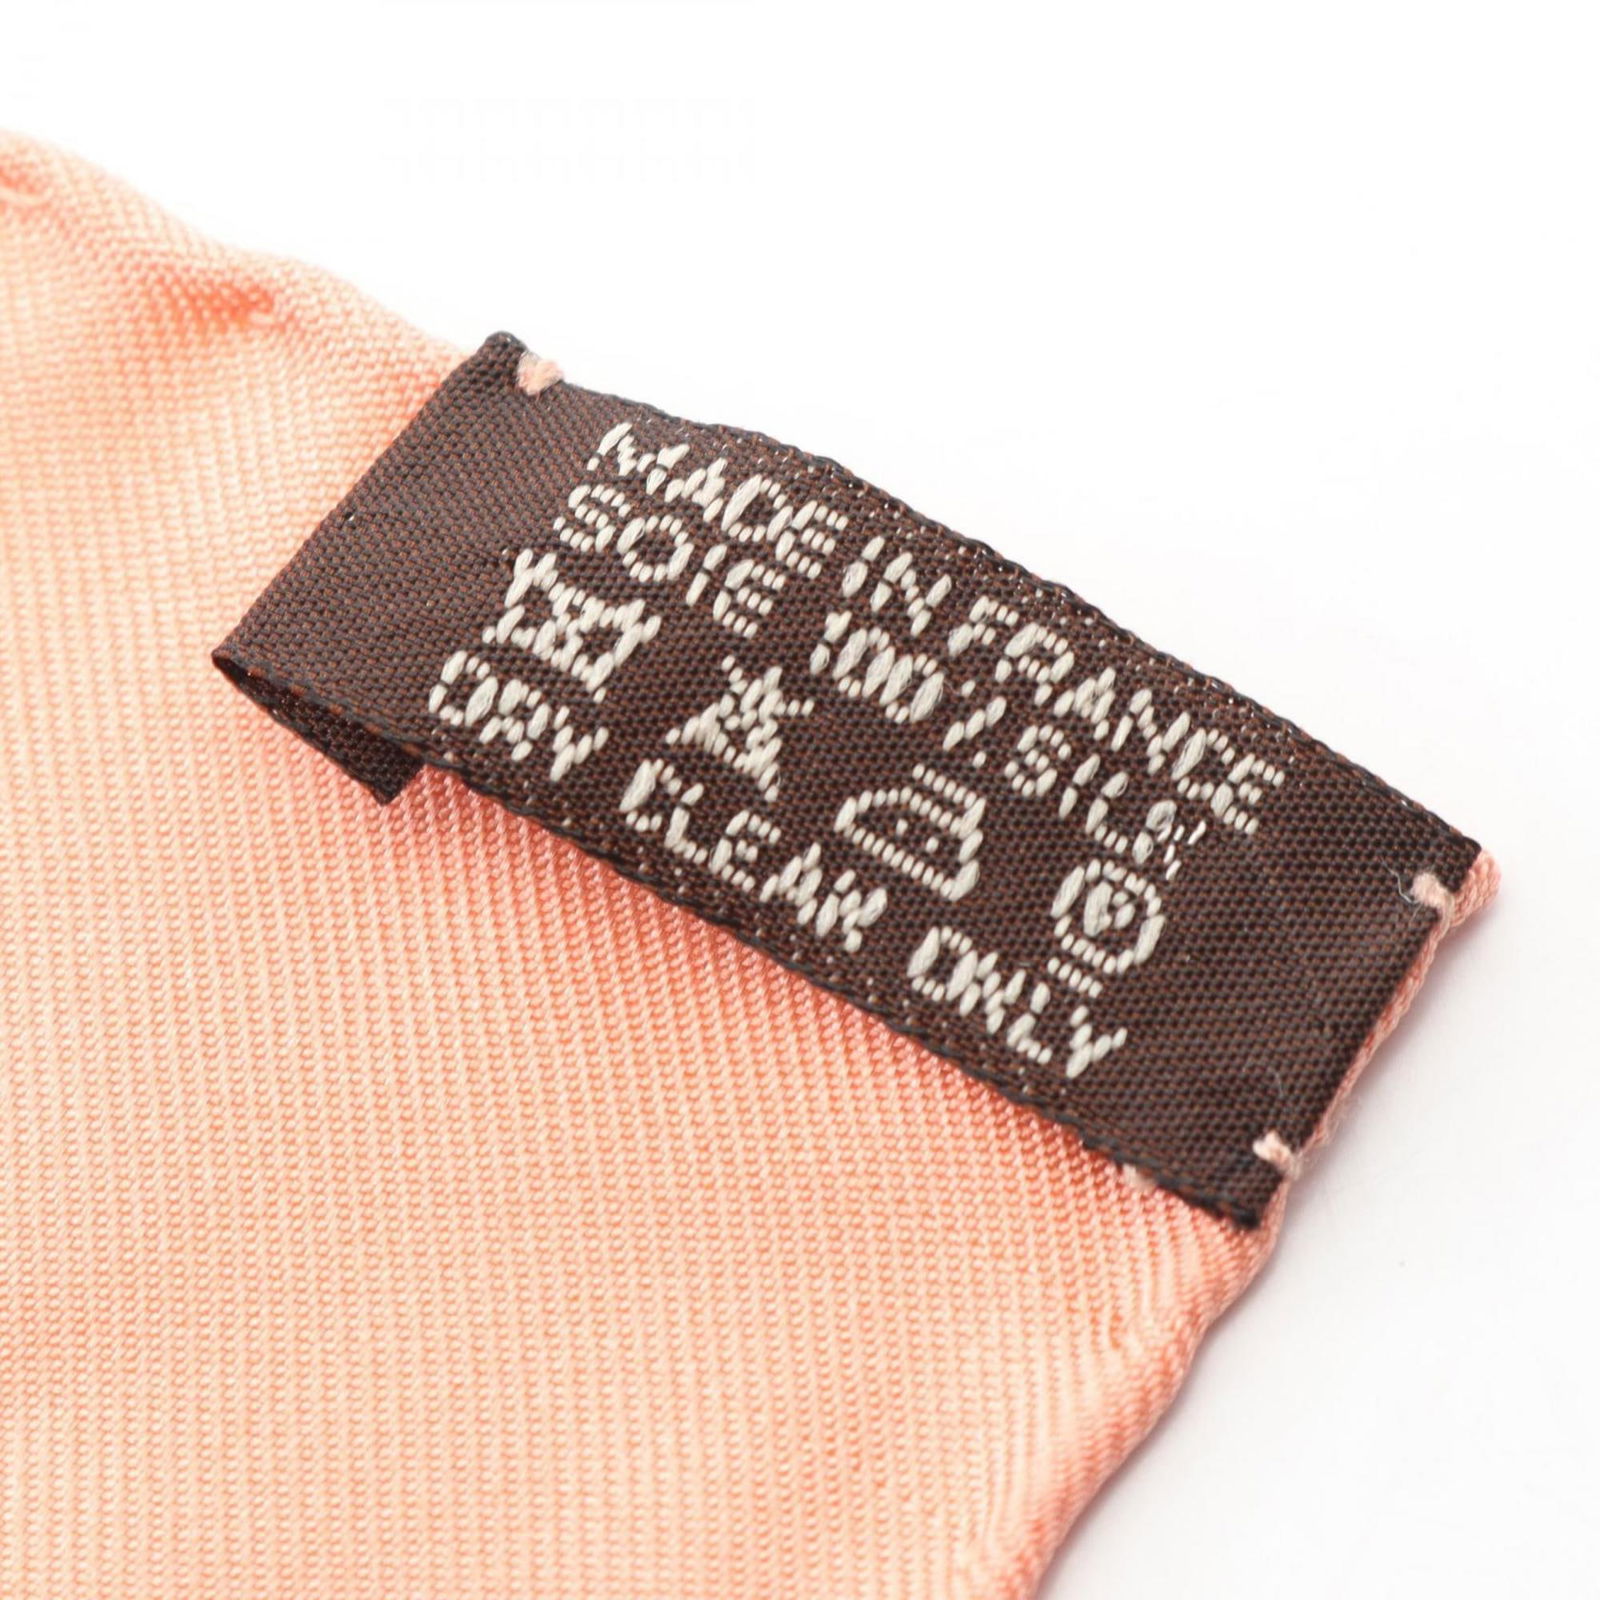 MADE IN FRANCE
SOIE 100% SILK
P
DRY CLEAN ONLY